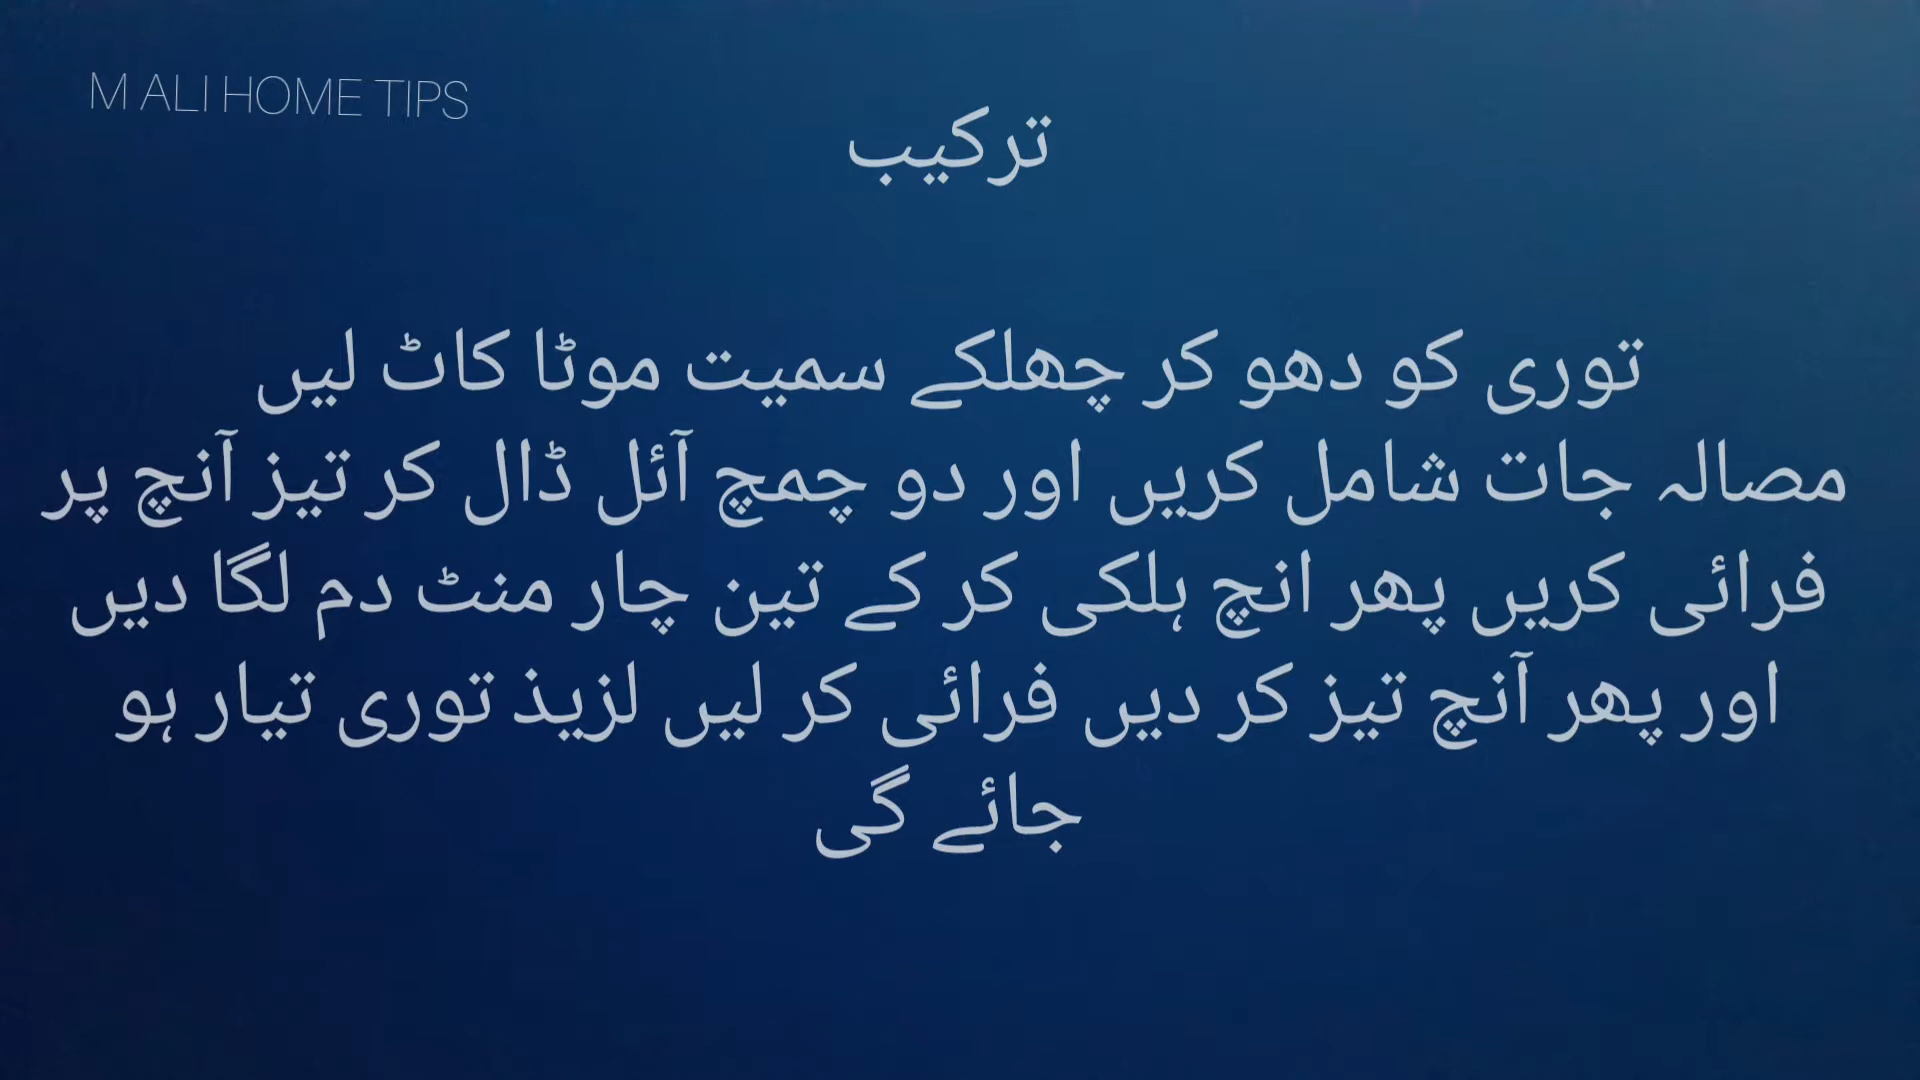 M ALI HOME TIPS
ترکیب
توری کو دھو کر چھلکے سمیت موٹا کاٹ لیں
مصالہ جات شامل کریں اور دو چمچ آئل ڈال کر تیز آنچ پر
فرائی کریں پھر انچ ہلکی کر کے تین چار منٹ دم لگا دیں
اور پھر آنچ تیز کر دیں فرائی کر لیں لزیذ توری تیار ہو
جائے گی